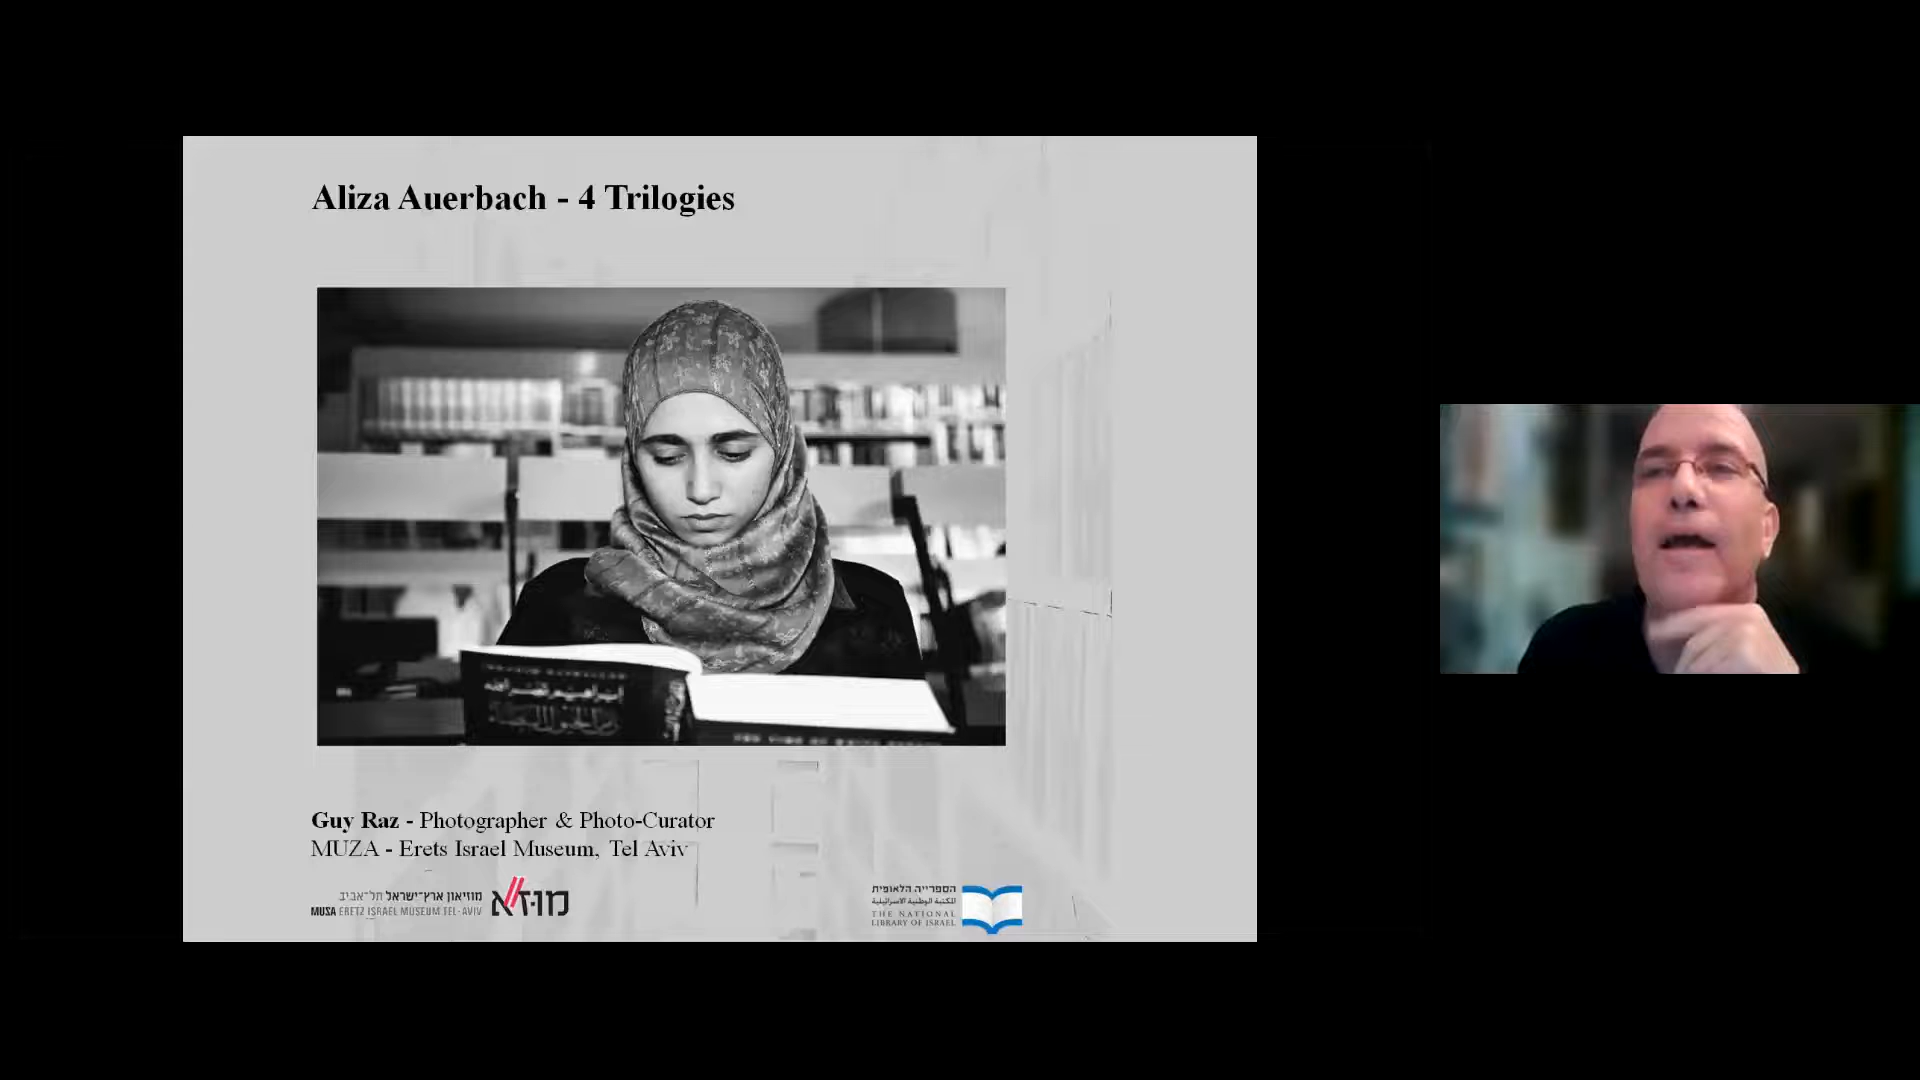 Aliza Auerbach - 4 Trilogies
Guy Raz - Photographer & Photo-Curator
MUZA - Erets Israel Museum, Tel Aviv
מוזיאון ארץ־ישראל תל־אביב
MUSA ERETZ ISRAEL MUSEUM TEL-AVIV
מוזא
הספרייה הלאומית
المكتبة الوطنية الاسرائيلية
THE NATIONAL
LIBRARY OF ISRAEL